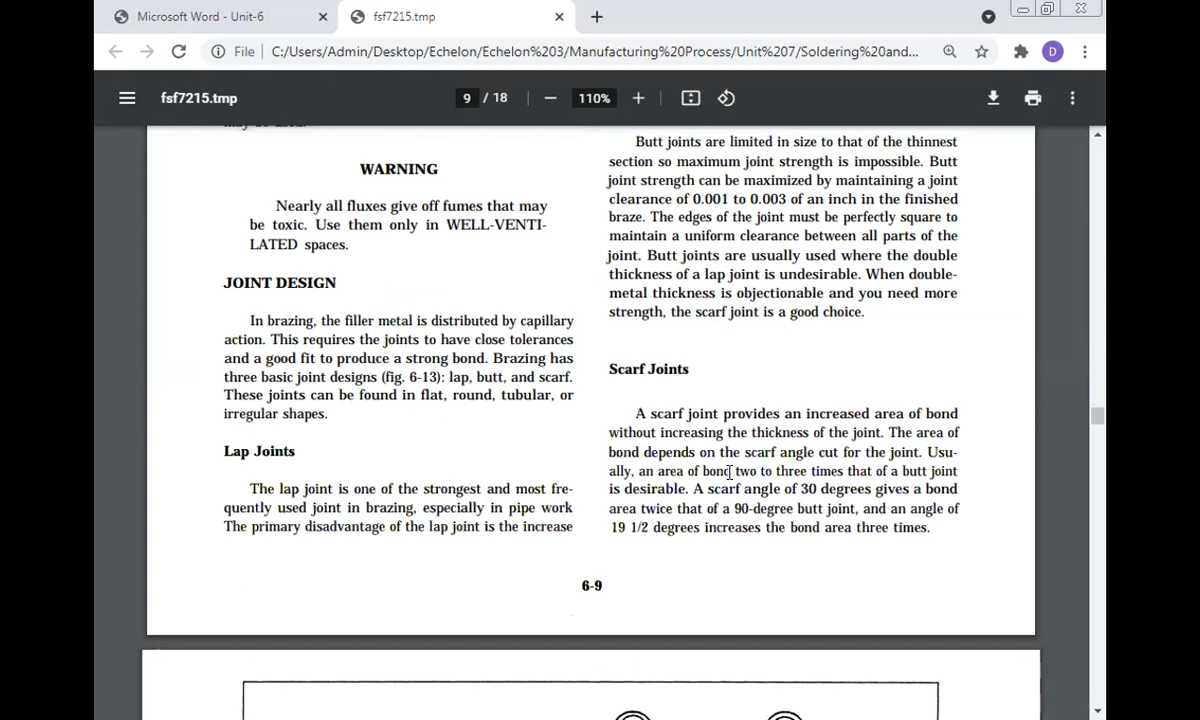 Microsoft Word - Unit-6
fsf7215.tmp
File
C:/Users/Admin/Desktop/Echelon/Echelon%203/Manufacturing%20Process/Unit%207/Soldering%20and...
D
fsf7215.tmp
9 / 18
110%
may be used.
WARNING
Nearly all fluxes give off fumes that may
be toxic. Use them only in WELL-VENTI-
LATED spaces.
JOINT DESIGN
In brazing, the filler metal is distributed by capillary
action. This requires the joints to have close tolerances
and a good fit to produce a strong bond. Brazing has
three basic joint designs (fig. 6-13): lap, butt, and scarf.
These joints can be found in flat, round, tubular, or
irregular shapes.
Lap Joints
The lap joint is one of the strongest and most fre-
quently used joint in brazing, especially in pipe work
The primary disadvantage of the lap joint is the increase
Butt joints are limited in size to that of the thinnest
section so maximum joint strength is impossible. Butt
joint strength can be maximized by maintaining a joint
clearance of 0.001 to 0.003 of an inch in the finished
braze. The edges of the joint must be perfectly square to
maintain a uniform clearance between all parts of the
joint. Butt joints are usually used where the double
thickness of a lap joint is undesirable. When double-
metal thickness is objectionable and you need more
strength, the scarf joint is a good choice.
Scarf Joints
A scarf joint provides an increased area of bond
without increasing the thickness of the joint. The area of
bond depends on the scarf angle cut for the joint. Usu-
ally, an area of bond two to three times that of a butt joint
is desirable. A scarf angle of 30 degrees gives a bond
area twice that of a 90-degree butt joint, and an angle of
19 1/2 degrees increases the bond area three times.
6-9